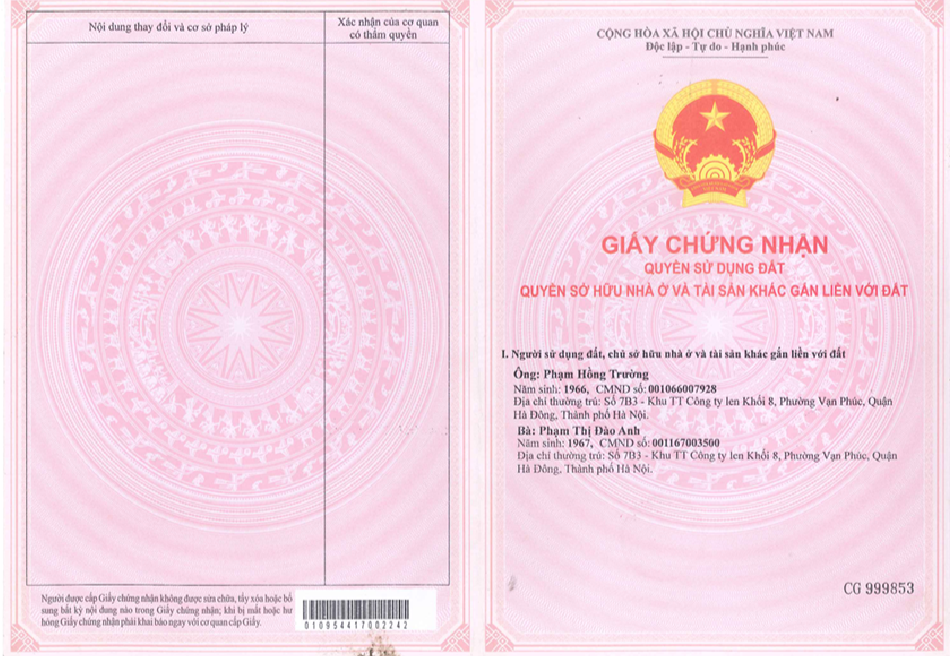 Nội dung thay đổi và cơ sở pháp lý
Xác nhận của cơ quan
có thẩm quyền
Người được cấp Giấy chứng nhận không được sửa chữa, tẩy xóa hoặc bổ
sung bất kỳ nội dung nào trong Giấy chứng nhận; khi bị mất hoặc hư
hỏng Giấy chứng nhận phải khai báo ngay với cơ quan cấp Giấy.
010954417002242
CỘNG HÒA XÃ HỘI CHỦ NGHĨA VIỆT NAM
Độc lập - Tự do - Hạnh phúc
GIẤY CHỨNG NHẬN
QUYỀN SỬ DỤNG ĐẤT
QUYỀN SỞ HỮU NHÀ Ở VÀ TÀI SẢN KHÁC GẮN LIỀN VỚI ĐẤT
I. Người sử dụng đất, chủ sở hữu nhà ở và tài sản khác gắn liền với đất
Ông: Phạm Hồng Trường
Năm sinh: 1966, CMND số: 001066007928
Địa chỉ thường trú: Số 7B3 - Khu TT Công ty len Khối 8, Phường Vạn Phúc, Quận
Hà Đông, Thành phố Hà Nội.
Bà: Phạm Thị Đào Anh
Năm sinh: 1967, CMND số: 001167003500
Địa chỉ thường trú: Số 7B3 - Khu TT Công ty len Khối 8, Phường Vạn Phúc, Quận
Hà Đông, Thành phố Hà Nội.
CG 999853